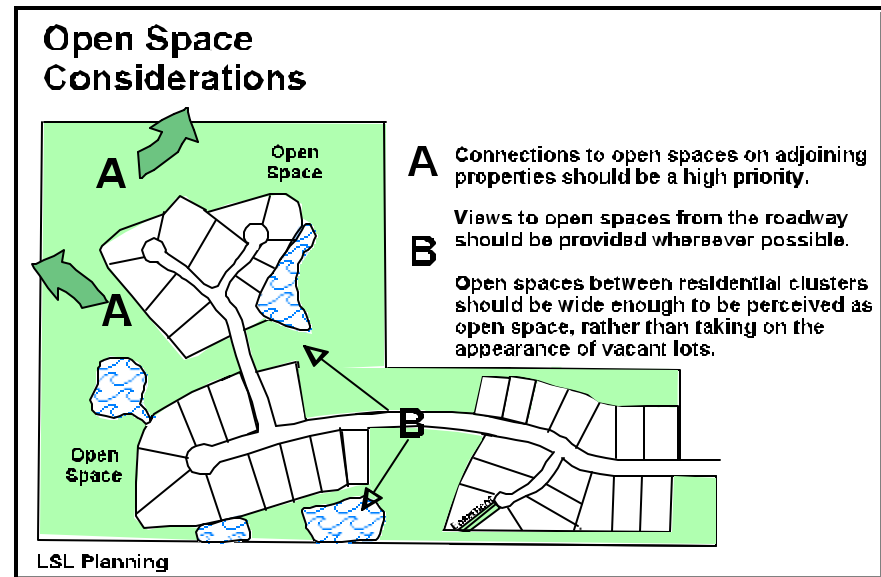 Open Space
Considerations
A
Open
Space
A
Connections to open spaces on adjoining
properties should be a high priority.
B
Views to open spaces from the roadway
should be provided whereever possible.
Open spaces between residential clusters
should be wide enough to be perceived as
open space, rather than taking on the
appearance of vacant lots.
A
B
Open
Space
LSL Planning